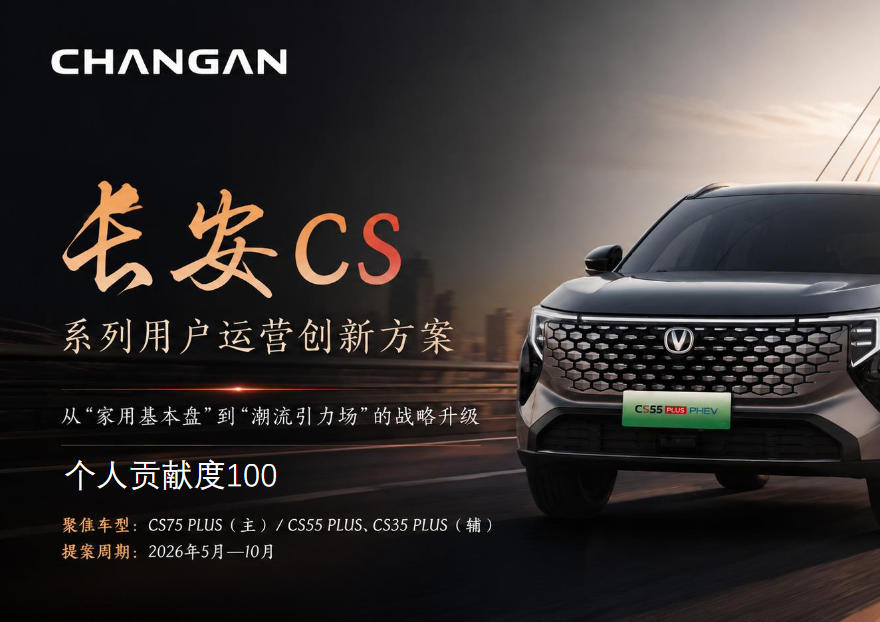 CHANGAN
长安CS
系列用户运营创新方案
从“家用基本盘”到“潮流引力场”的战略升级
个人贡献度100
聚焦车型：CS75 PLUS（主）/ CS55 PLUS、CS35 PLUS（辅）
提案周期：2026年5月—10月
CS55 PLUS PHEV